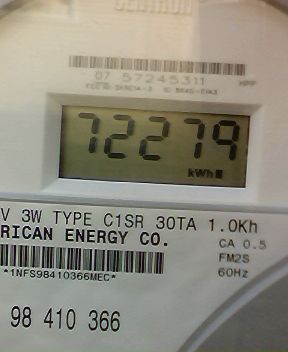 CENTRON
07 57245311
72279
kWh
V 3W TYPE C1SR 30TA 1.0Kh
RICAN ENERGY CO.
CA 0.5
FM2S
*1NFS98410366MEC*
60Hz
98 410 366